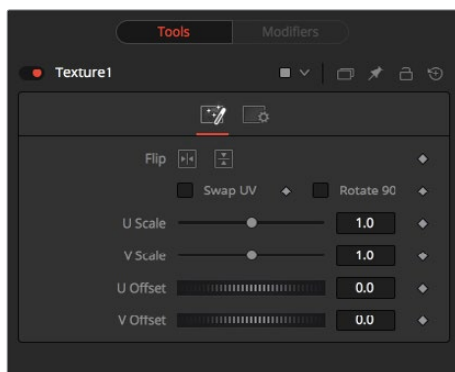 Tools Modifiers
Texture1
Flip
Swap UV Rotate 90
U Scale 1.0
V Scale 1.0
U Offset 0.0
V Offset 0.0